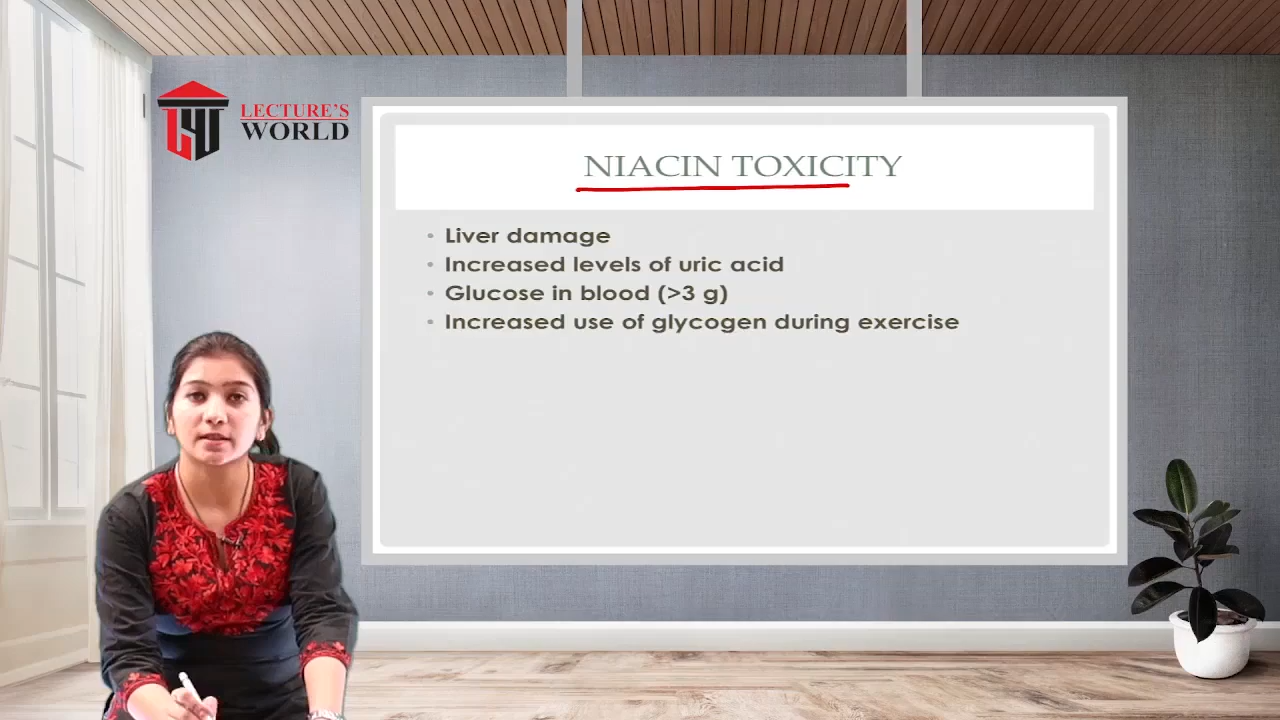 LECTURE'S
WORLD
NIACIN TOXICITY
• Liver damage
• Increased levels of uric acid
• Glucose in blood (>3 g)
• Increased use of glycogen during exercise